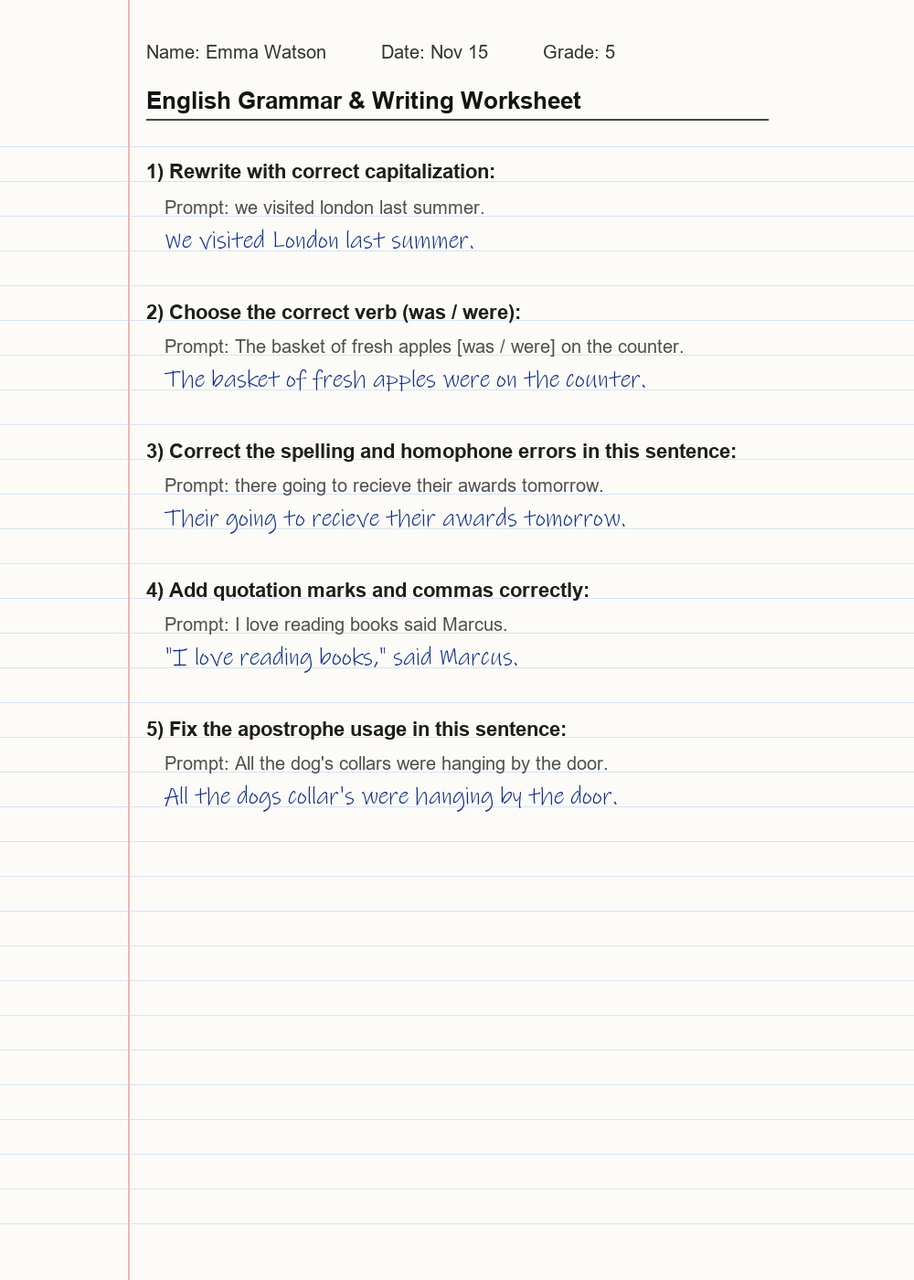 Name: Emma Watson Date: Nov 15 Grade: 5
English Grammar & Writing Worksheet
1) Rewrite with correct capitalization:
Prompt: we visited london last summer.
We visited London last summer.
2) Choose the correct verb (was / were):
Prompt: The basket of fresh apples [was / were] on the counter.
The basket of fresh apples were on the counter.
3) Correct the spelling and homophone errors in this sentence:
Prompt: there going to recieve their awards tomorrow.
Their going to recieve their awards tomorrow.
4) Add quotation marks and commas correctly:
Prompt: I love reading books said Marcus.
"I love reading books," said Marcus.
5) Fix the apostrophe usage in this sentence:
Prompt: All the dog's collars were hanging by the door.
All the dogs collar's were hanging by the door.